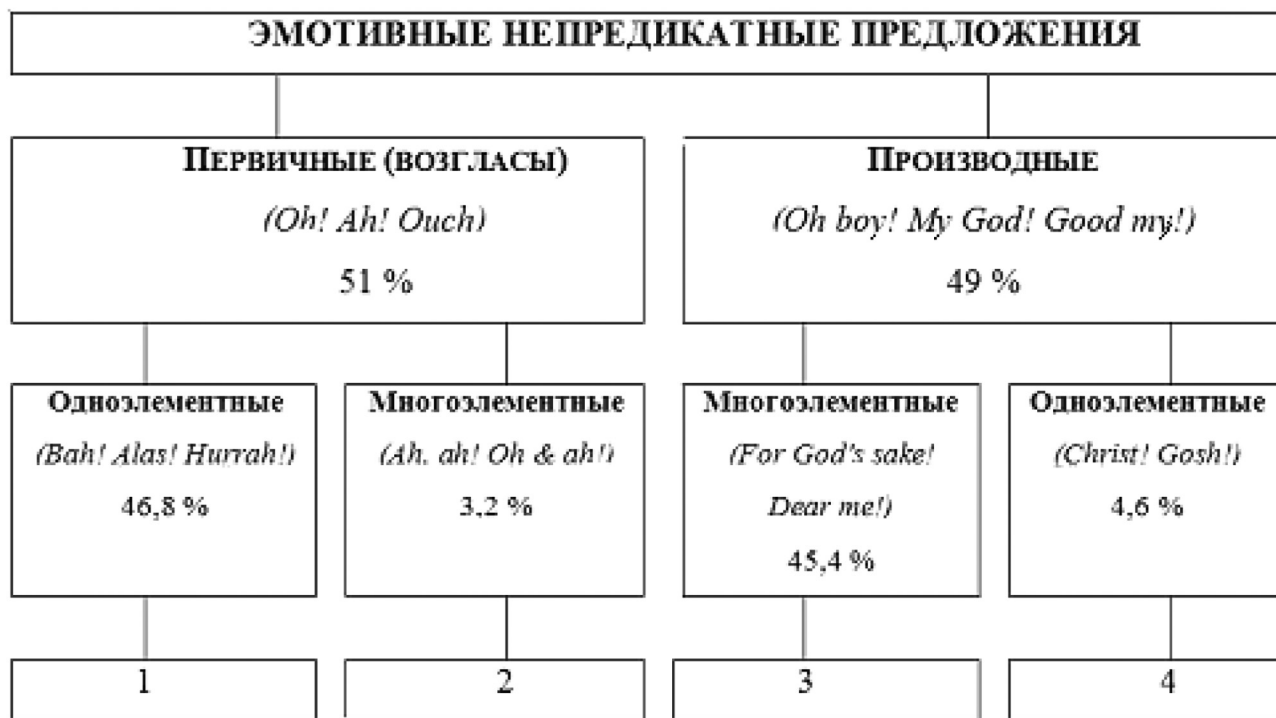 ЭМОТИВНЫЕ НЕПРЕДИКАТНЫЕ ПРЕДЛОЖЕНИЯ
ПЕРВИЧНЫЕ (ВОЗГЛАСЫ)
(Oh! Ah! Ouch)
51 %
ПРОИЗВОДНЫЕ
(Oh boy! My God! Good my!)
49 %
Одноэлементные
(Bah! Alas! Hurrah!)
46,8 %
Многоэлементные
(Ah, ah! Oh & ah!)
3,2 %
Многоэлементные
(For God's sake!
Dear me!)
45,4 %
Одноэлементные
(Christ! Gosh!)
4,6 %
1
2
3
4